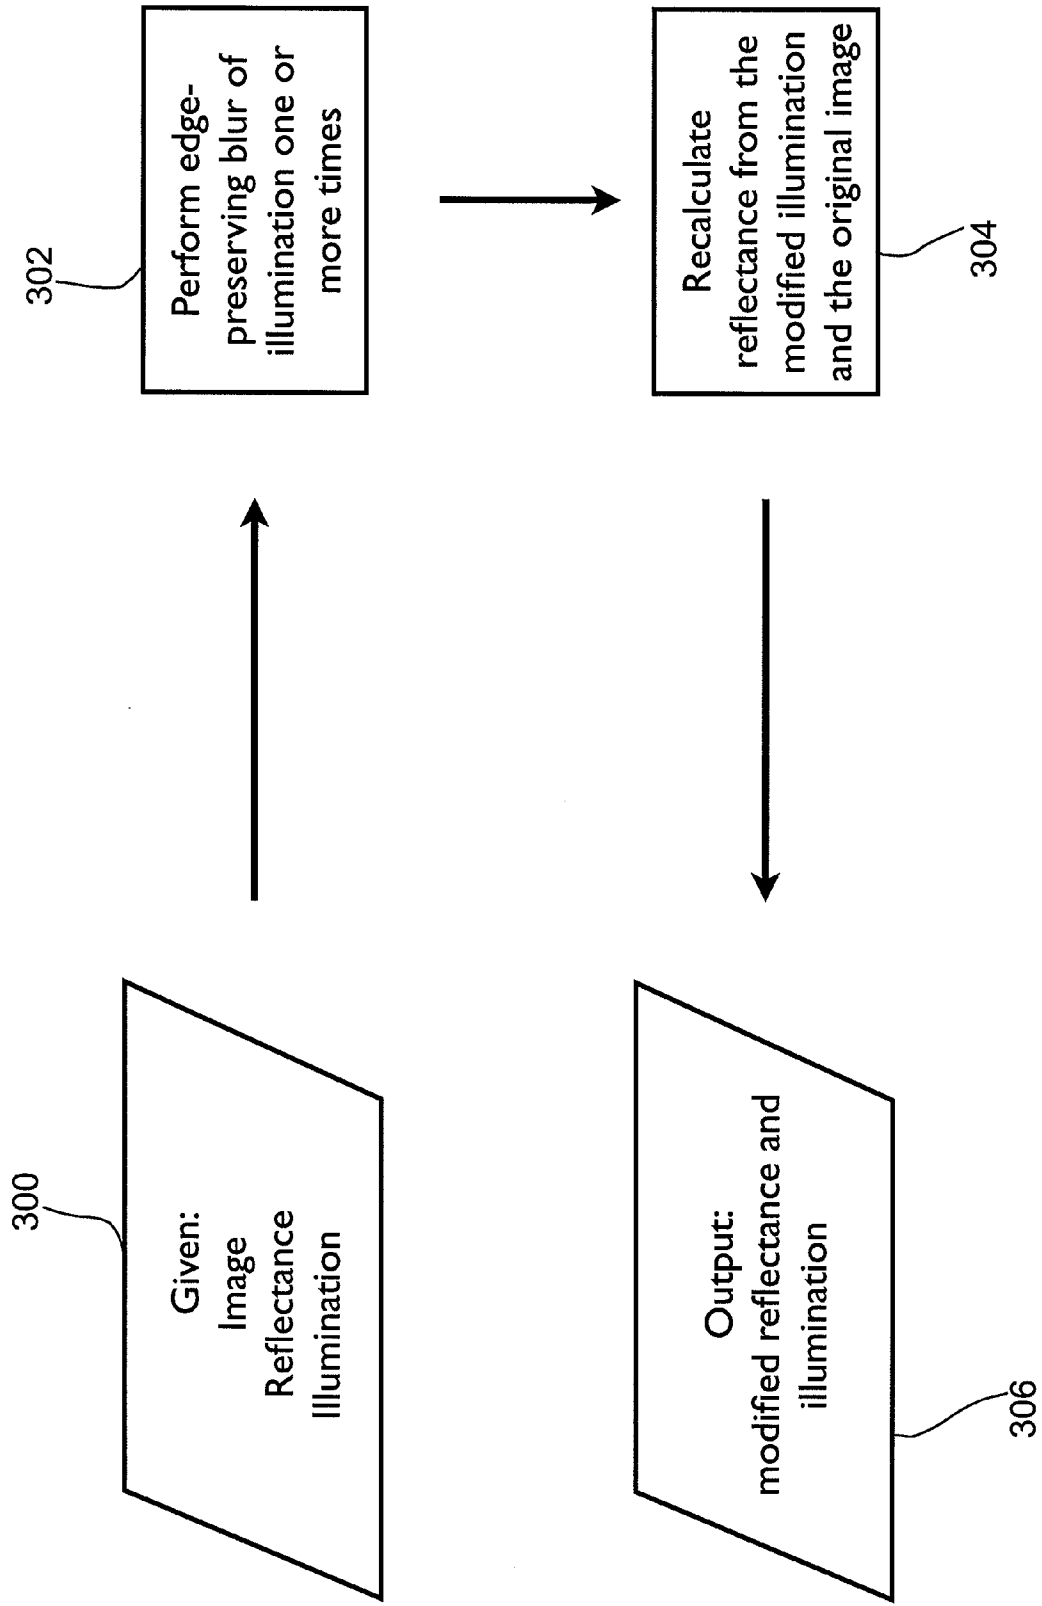 300
Given:
Image
Reflectance
Illumination
302
Perform edge-
preserving blur of
illumination one or
more times
Recalculate
reflectance from the
modified illumination
and the original image
304
Output:
modified reflectance and
illumination
306